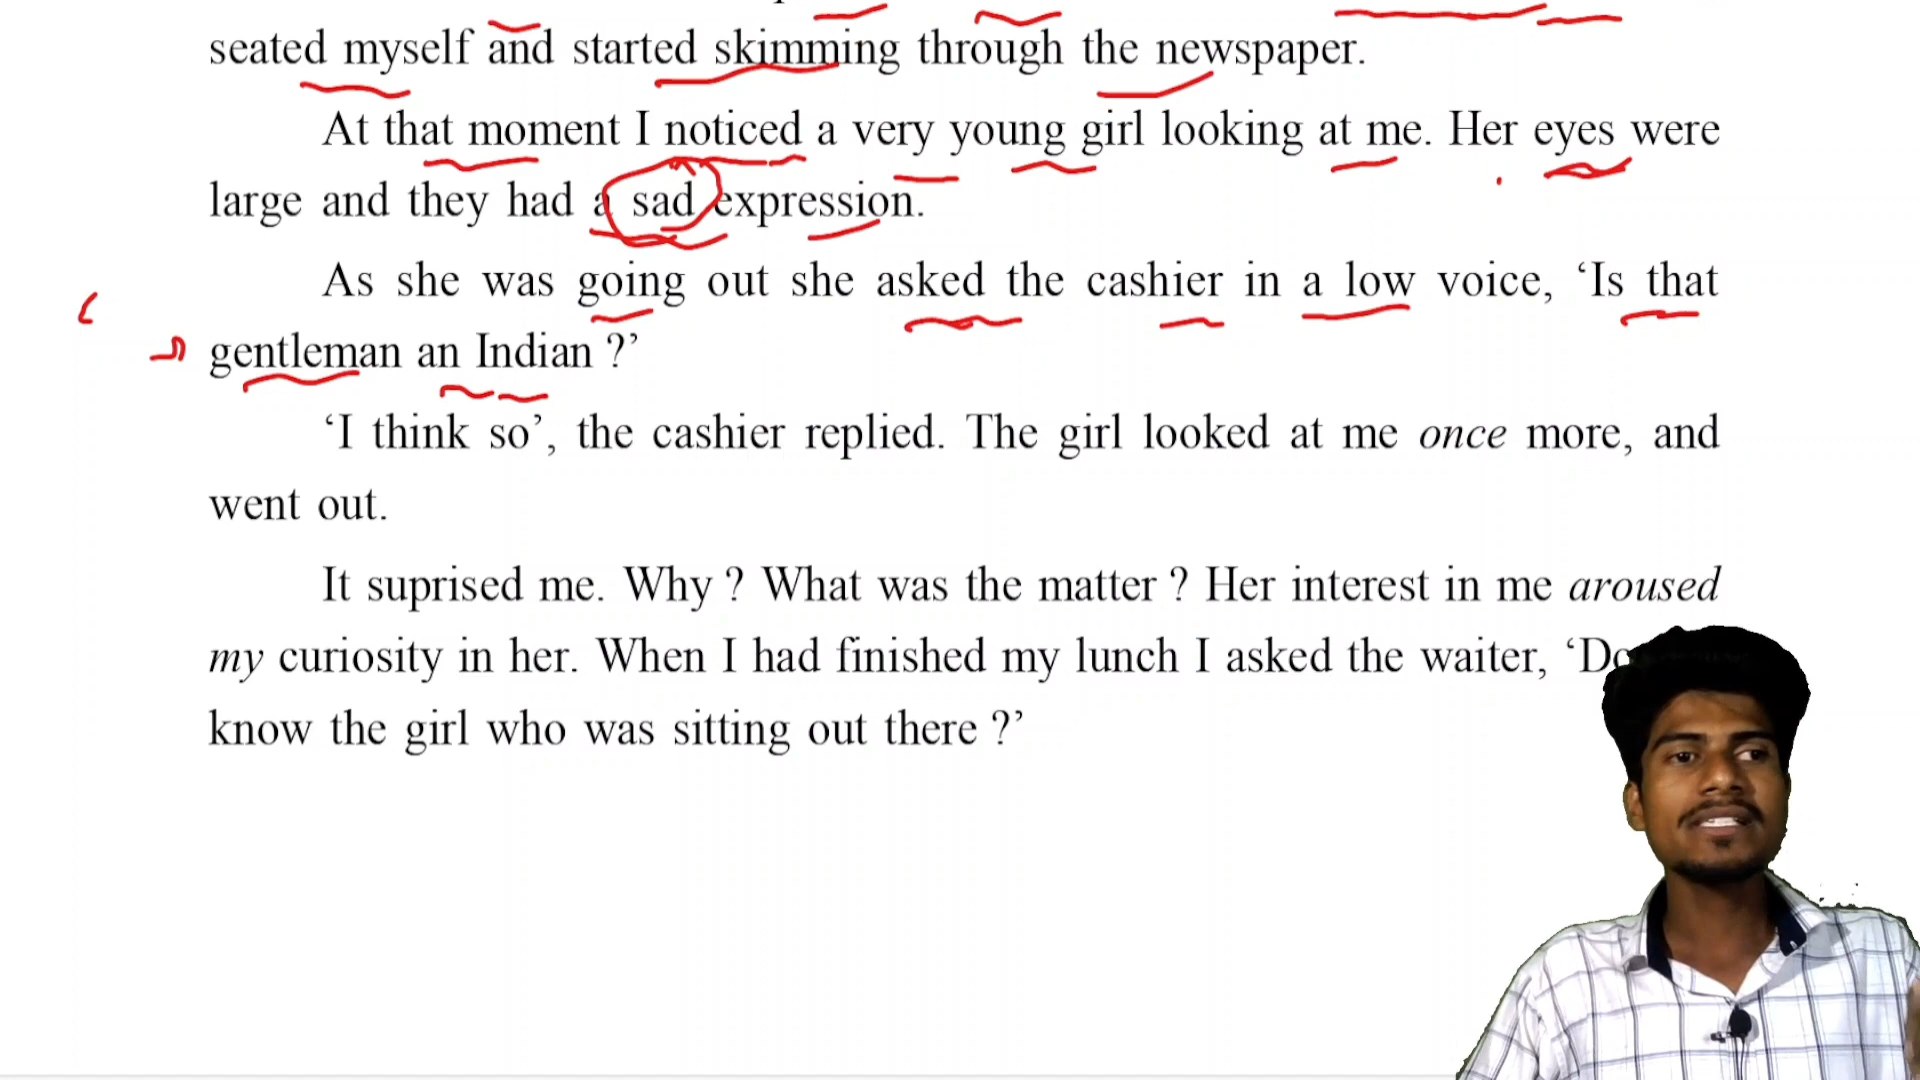 seated myself and started skimming through the newspaper.
At that moment I noticed a very young girl looking at me. Her eyes were
large and they had a sad expression.
As she was going out she asked the cashier in a low voice, ‘Is that
gentleman an Indian ?’
‘I think so’, the cashier replied. The girl looked at me once more, and
went out.
It suprised me. Why ? What was the matter ? Her interest in me aroused
my curiosity in her. When I had finished my lunch I asked the waiter, ‘Do
know the girl who was sitting out there ?’